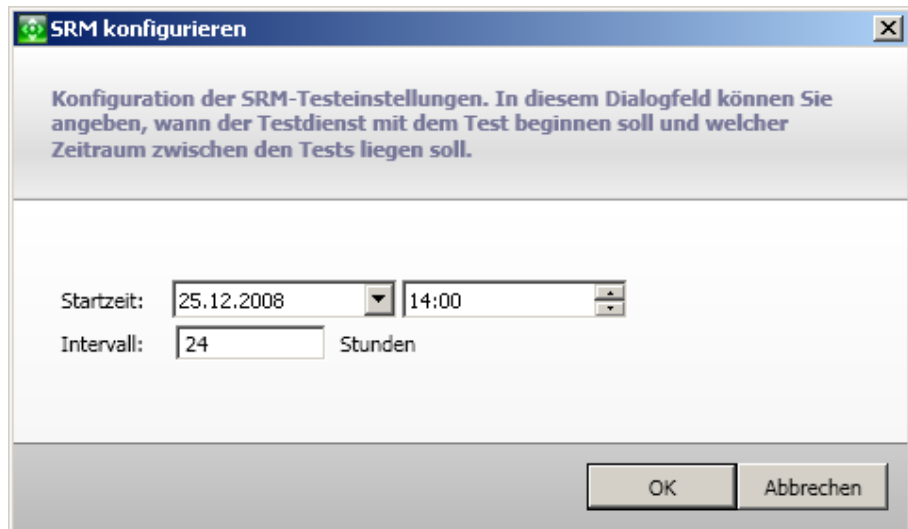 SRM konfigurieren
Konfiguration der SRM-Testeinstellungen. In diesem Dialogfeld können Sie
angeben, wann der Testdienst mit dem Test beginnen soll und welcher
Zeitraum zwischen den Tests liegen soll.
Startzeit: 25.12.2008 14:00
Intervall: 24 Stunden
OK Abbrechen